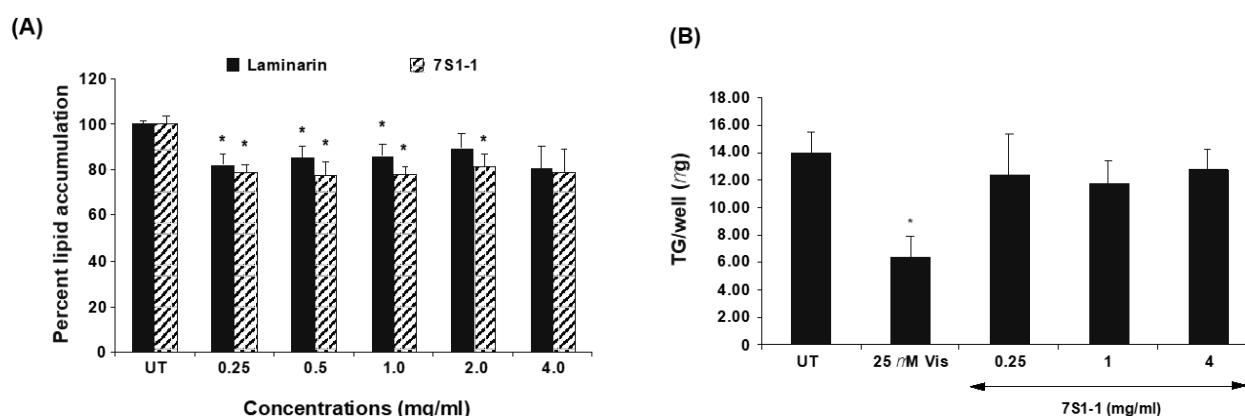 (A)
Laminarin 7S1-1
120
100
80
60
40
20
0
Percent lipid accumulation
* * * * * * *
UT 0.25 0.5 1.0 2.0 4.0
Concentrations (mg/ml)
(B)
18.00
16.00
14.00
12.00
10.00
8.00
6.00
4.00
2.00
0.00
TG/well (mg)
*
UT 25 mM Vis 0.25 1 4
7S1-1 (mg/ml)